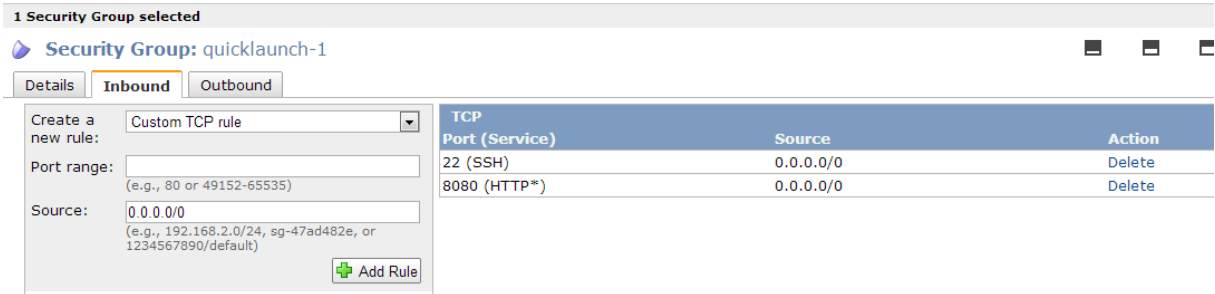 1 Security Group selected
Security Group: quicklaunch-1
Details Inbound Outbound
Create a new rule:
Custom TCP rule
Port range:
(e.g., 80 or 49152-65535)
Source:
0.0.0.0/0
(e.g., 192.168.2.0/24, sg-47ad482e, or
1234567890/default)
Add Rule
TCP
Port (Service) Source Action
22 (SSH) 0.0.0.0/0 Delete
8080 (HTTP*) 0.0.0.0/0 Delete